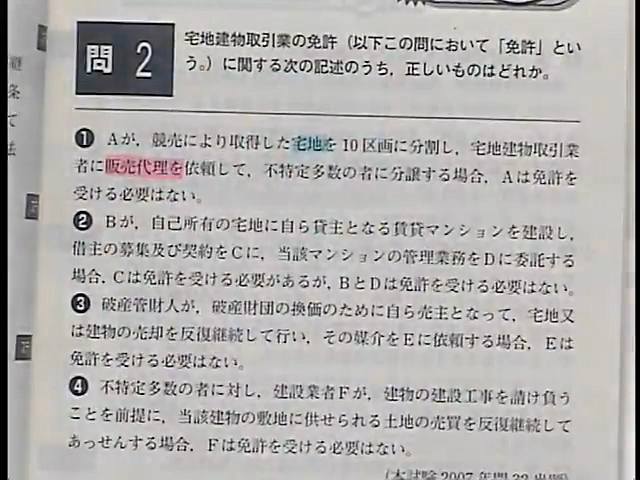 問 2
宅地建物取引業の免許（以下この問において「免許」とい
う。）に関する次の記述のうち，正しいものはどれか。
❶ Aが，競売により取得した宅地を10区画に分割し，宅地建物取引業
者に販売代理を依頼して，不特定多数の者に分譲する場合，Aは免許を
受ける必要はない。
❷ Bが，自己所有の宅地に自ら貸主となる賃貸マンションを建設し，
借主の募集及び契約をCに，当該マンションの管理業務をDに委託する
場合，Cは免許を受ける必要があるが，BとDは免許を受ける必要はない。
❸ 破産管財人が，破産財団の換価のために自ら売主となって，宅地又
は建物の売却を反復継続して行い，その媒介をEに依頼する場合，Eは
免許を受ける必要はない。
❹ 不特定多数の者に対し，建設業者Fが，建物の建設工事を請け負う
ことを前提に，当該建物の敷地に供せられる土地の売買を反復継続して
あっせんする場合，Fは免許を受ける必要はない。
(本試験2007年問32出題)
条
て
法